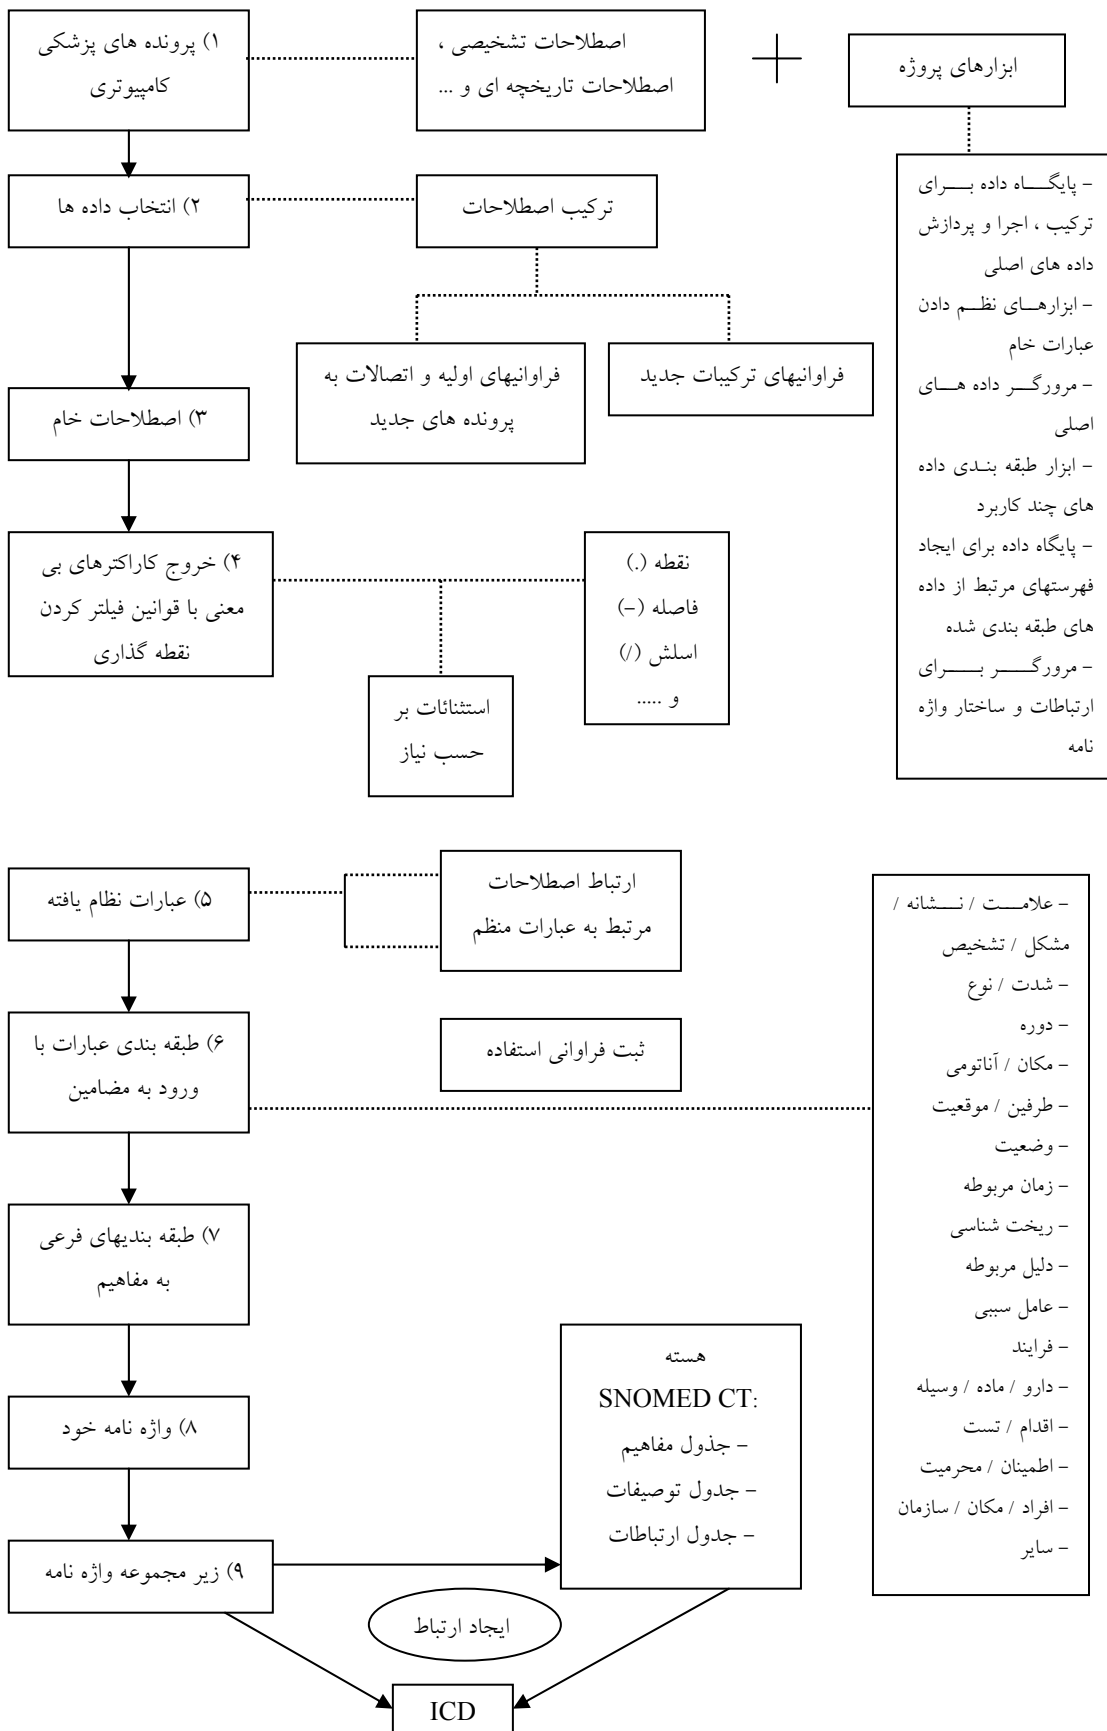 ۱) پرونده های پزشکی
کامپیوتری
اصطلاحات تشخیصی ،
اصطلاحات تاریخچه ای و ...
ابزارهای پروژه
- پایگاه داده برای
ترکیب ، اجرا و پردازش
داده های اصلی
- ابزارهای نظم دادن
عبارات خام
- مرورگر داده های
اصلی
- ابزار طبقه بندی داده
های چند کاربرد
- پایگاه داده برای ایجاد
فهرستهای مرتبط از داده
های طبقه بندی شده
- مرورگر برای
ارتباطات و ساختار واژه
نامه
۲) انتخاب داده ها
ترکیب اصطلاحات
فراوانیهای ترکیبات جدید
فراوانیهای اولیه و اتصالات به
پرونده های جدید
۳) اصطلاحات خام
۴) خروج کاراکترهای بی
معنی با قوانین فیلتر کردن
نقطه گذاری
نقطه (.)
فاصله (-)
اسلش (/)
و .....
استثنائات بر
حسب نیاز
۵) عبارات نظام یافته
ارتباط اصطلاحات
مرتبط به عبارات منظم
۶) طبقه بندی عبارات با
ورود به مضامین
ثبت فراوانی استفاده
- علامت / نشانه /
مشکل / تشخیص
- شدت / نوع
- دوره
- مکان / آناتومی
- طرفین / موقعیت
- وضعیت
- زمان مربوطه
- ریخت شناسی
- دلیل مربوطه
- عامل سببی
- فرایند
- دارو / ماده / وسیله
- اقدام / تست
- اطمینان / محرمیت
- افراد / مکان / سازمان
- سایر
۷) طبقه بندیهای فرعی
به مفاهیم
۸) واژه نامه خود
هسته
SNOMED CT:
- جذول مفاهیم
- جدول توصیفات
- جدول ارتباطات
۹) زیر مجموعه واژه نامه
ایجاد ارتباط
ICD